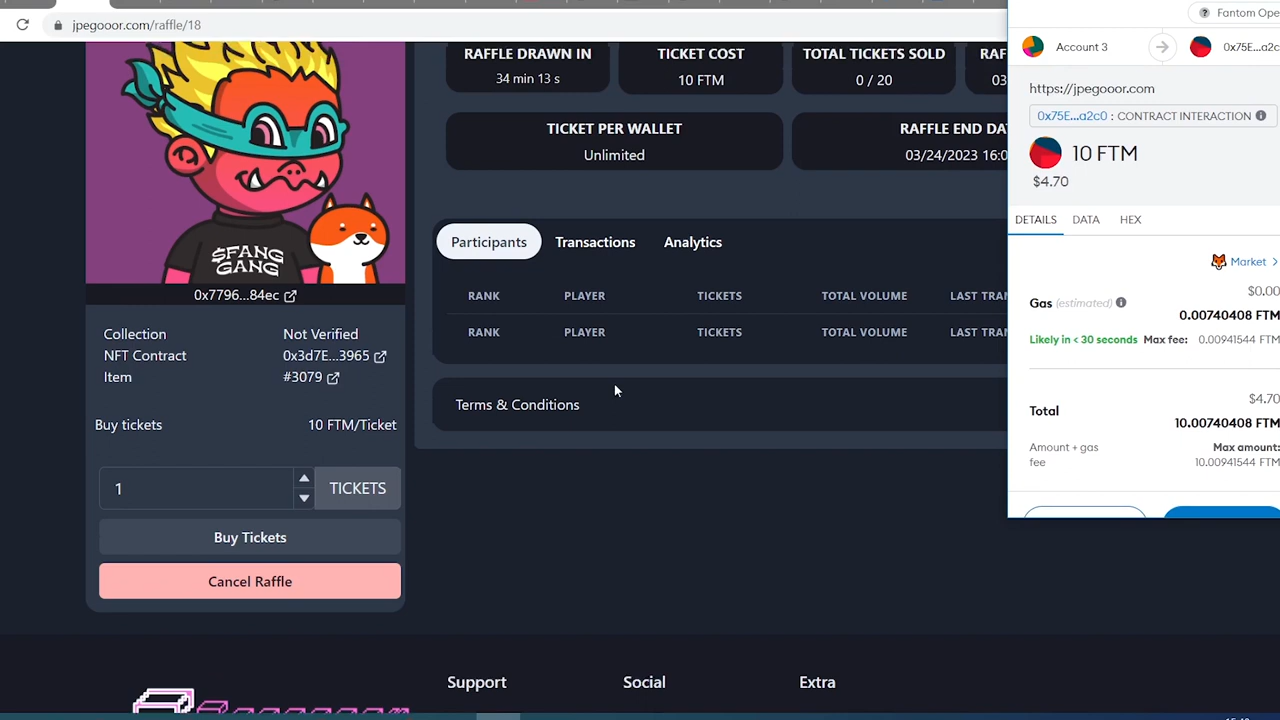 jpegooor.com/raffle/18
RAFFLE DRAWN IN
34 min 13 s
TICKET COST
10 FTM
TOTAL TICKETS SOLD
0 / 20
RAF
03
TICKET PER WALLET
Unlimited
RAFFLE END DA
03/24/2023 16:0
$FANG
GANG
0x7796...84ec
Collection Not Verified
NFT Contract 0x3d7E...3965
Item #3079
Buy tickets 10 FTM/Ticket
1 TICKETS
Buy Tickets
Cancel Raffle
Participants Transactions Analytics
RANK PLAYER TICKETS TOTAL VOLUME LAST TRAN
RANK PLAYER TICKETS TOTAL VOLUME LAST TRAN
Terms & Conditions
Support Social Extra
Fantom Ope
Account 3 0x75E...a2c
https://jpegooor.com
0x75E...a2c0 : CONTRACT INTERACTION
10 FTM
$4.70
DETAILS DATA HEX
Market >
Gas (estimated) $0.00
0.00740408 FTM
Likely in < 30 seconds Max fee: 0.00941544 FTM
Total $4.70
10.00740408 FTM
Amount + gas fee Max amount:
10.00941544 FTM